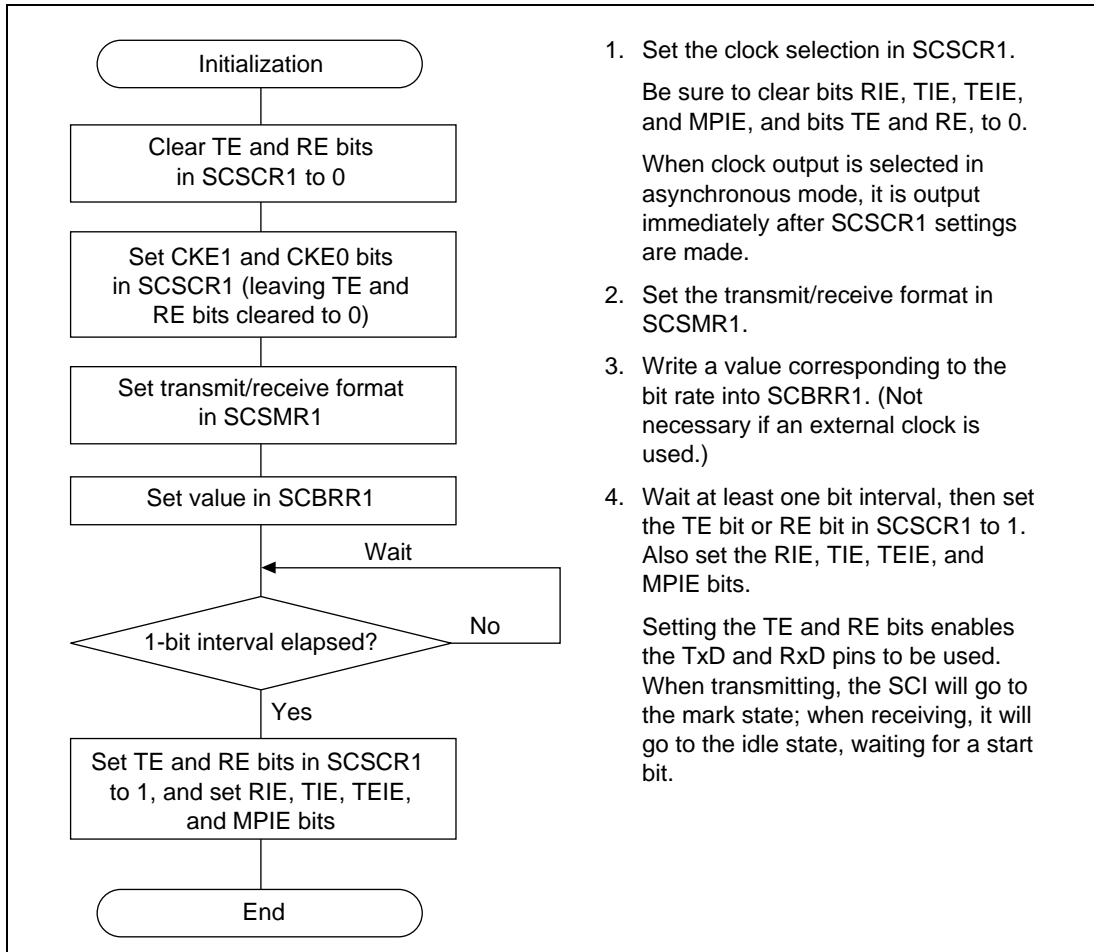 Initialization
Clear TE and RE bits
in SCSCR1 to 0
Set CKE1 and CKE0 bits
in SCSCR1 (leaving TE and
RE bits cleared to 0)
Set transmit/receive format
in SCSMR1
Set value in SCBRR1
Wait
1-bit interval elapsed?
No
Yes
Set TE and RE bits in SCSCR1
to 1, and set RIE, TIE, TEIE,
and MPIE bits
End
1. Set the clock selection in SCSCR1.
Be sure to clear bits RIE, TIE, TEIE,
and MPIE, and bits TE and RE, to 0.
When clock output is selected in
asynchronous mode, it is output
immediately after SCSCR1 settings
are made.
2. Set the transmit/receive format in
SCSMR1.
3. Write a value corresponding to the
bit rate into SCBRR1. (Not
necessary if an external clock is
used.)
4. Wait at least one bit interval, then set
the TE bit or RE bit in SCSCR1 to 1.
Also set the RIE, TIE, TEIE, and
MPIE bits.
Setting the TE and RE bits enables
the TxD and RxD pins to be used.
When transmitting, the SCI will go to
the mark state; when receiving, it will
go to the idle state, waiting for a start
bit.